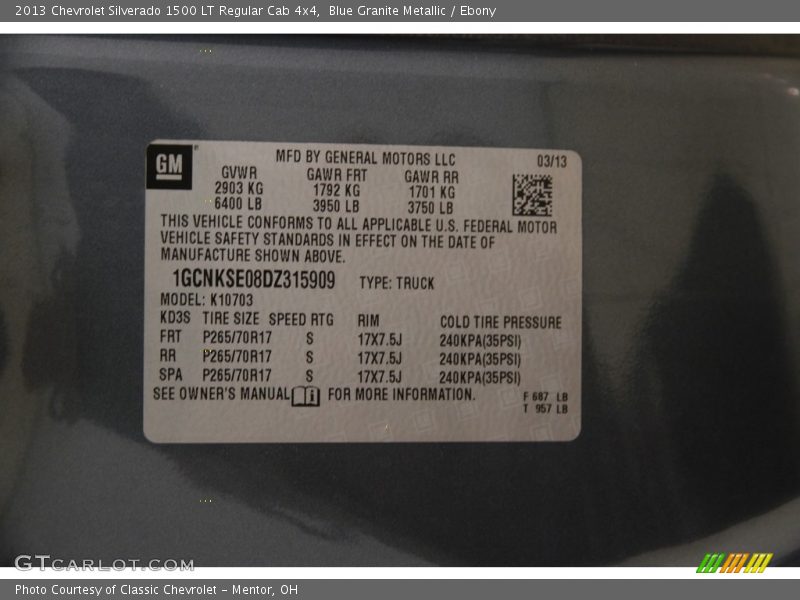 2013 Chevrolet Silverado 1500 LT Regular Cab 4x4,  Blue Granite Metallic / Ebony
GM
MFD BY GENERAL MOTORS LLC
03/13
GVWR GAWR FRT GAWR RR
2903 KG 1792 KG 1701 KG
6400 LB 3950 LB 3750 LB
THIS VEHICLE CONFORMS TO ALL APPLICABLE U.S. FEDERAL MOTOR
VEHICLE SAFETY STANDARDS IN EFFECT ON THE DATE OF
MANUFACTURE SHOWN ABOVE.
1GCNKSE08DZ315909 TYPE: TRUCK
MODEL: K10703
KD3S TIRE SIZE SPEED RTG RIM COLD TIRE PRESSURE
FRT P265/70R17 S 17X7.5J 240KPA(35PSI)
RR P265/70R17 S 17X7.5J 240KPA(35PSI)
SPA P265/70R17 S 17X7.5J 240KPA(35PSI)
SEE OWNER'S MANUAL i FOR MORE INFORMATION.
F 687 LB
T 957 LB
GTCARLOT.COM
Photo Courtesy of Classic Chevrolet - Mentor, OH